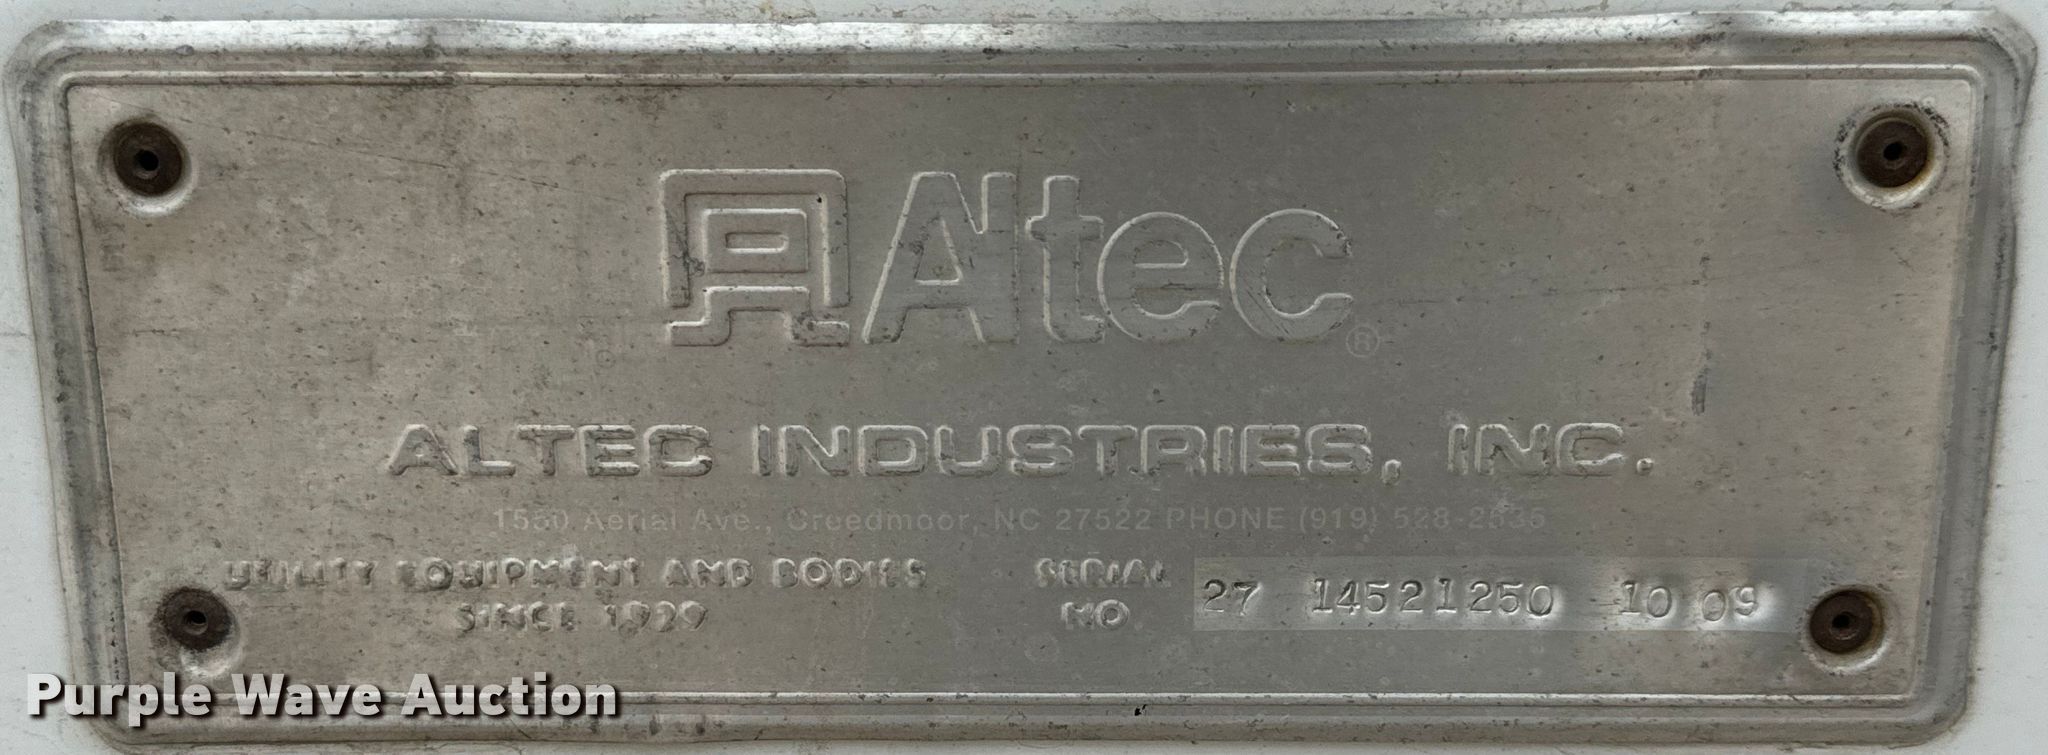 Altec®
ALTEC INDUSTRIES, INC.
1550 Aerial Ave., Creedmoor, NC 27522 PHONE (919) 528-2535
UTILITY EQUIPMENT AND BODIES SERIAL
SINCE 1929 NO. 27 14521250 10 09
Purple Wave Auction